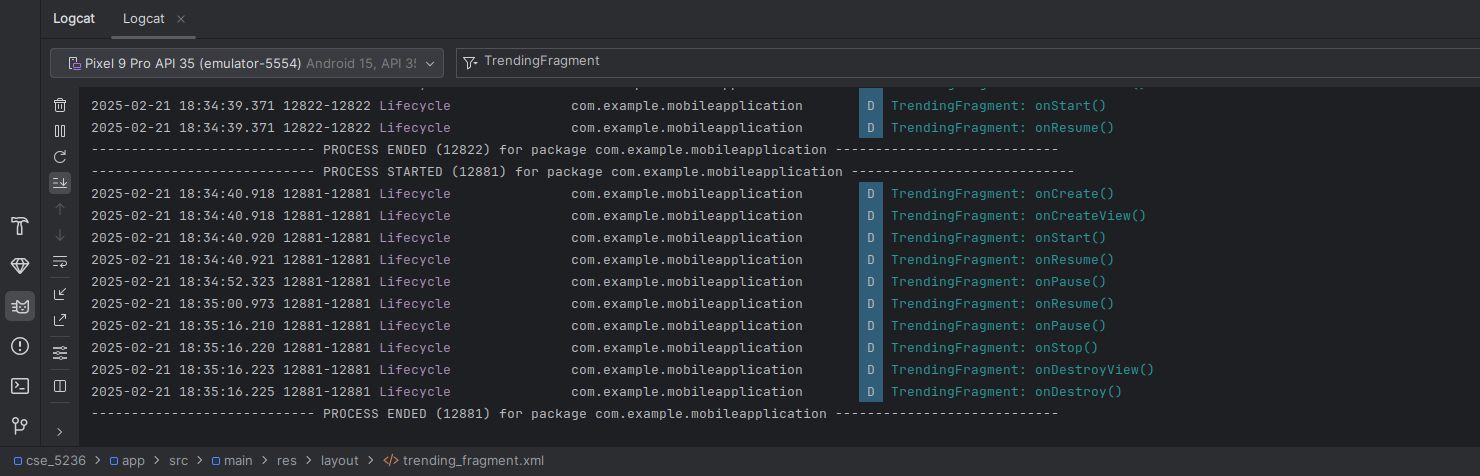 Logcat Logcat ×
Pixel 9 Pro API 35 (emulator-5554) Android 15, API 35 TrendingFragment
2025-02-21 18:34:39.371 12822-12822 Lifecycle com.example.mobileapplication D TrendingFragment: onStart()
2025-02-21 18:34:39.371 12822-12822 Lifecycle com.example.mobileapplication D TrendingFragment: onResume()
---------------------------- PROCESS ENDED (12822) for package com.example.mobileapplication ----------------------------
---------------------------- PROCESS STARTED (12881) for package com.example.mobileapplication ----------------------------
2025-02-21 18:34:40.918 12881-12881 Lifecycle com.example.mobileapplication D TrendingFragment: onCreate()
2025-02-21 18:34:40.918 12881-12881 Lifecycle com.example.mobileapplication D TrendingFragment: onCreateView()
2025-02-21 18:34:40.920 12881-12881 Lifecycle com.example.mobileapplication D TrendingFragment: onStart()
2025-02-21 18:34:40.921 12881-12881 Lifecycle com.example.mobileapplication D TrendingFragment: onResume()
2025-02-21 18:34:52.323 12881-12881 Lifecycle com.example.mobileapplication D TrendingFragment: onPause()
2025-02-21 18:35:00.973 12881-12881 Lifecycle com.example.mobileapplication D TrendingFragment: onResume()
2025-02-21 18:35:16.210 12881-12881 Lifecycle com.example.mobileapplication D TrendingFragment: onPause()
2025-02-21 18:35:16.220 12881-12881 Lifecycle com.example.mobileapplication D TrendingFragment: onStop()
2025-02-21 18:35:16.223 12881-12881 Lifecycle com.example.mobileapplication D TrendingFragment: onDestroyView()
2025-02-21 18:35:16.225 12881-12881 Lifecycle com.example.mobileapplication D TrendingFragment: onDestroy()
---------------------------- PROCESS ENDED (12881) for package com.example.mobileapplication ----------------------------
cse_5236 > app > src > main > res > layout > </> trending_fragment.xml